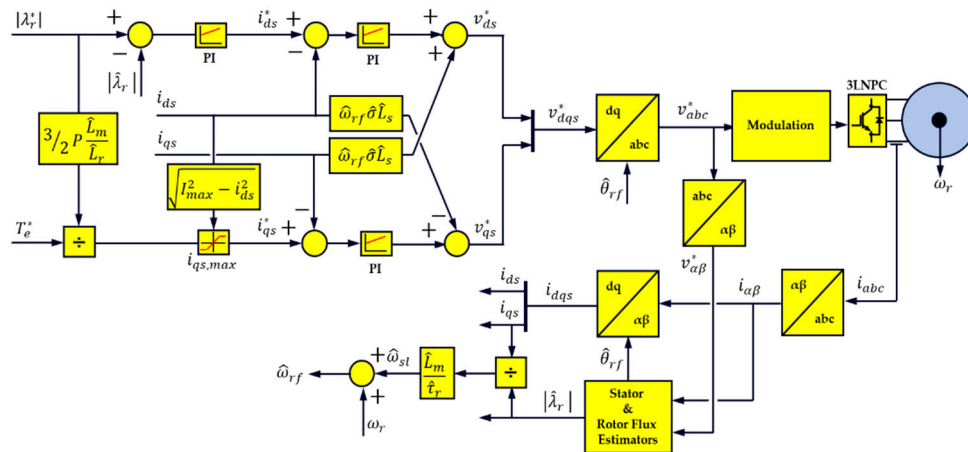 |λ*r| + − i*ds + − + + v*ds
PI PI
|λ̂r|
3LNPC
ids
ω̂rf σ̂L̂s
v*dqs dq abc v*abc Modulation
3/2 P L̂m/L̂r
iqs
ω̂rf σ̂L̂s
θ̂rf
ωr
√(I²max − i²ds)
abc αβ
T*e ÷ i*qs + − + − v*qs
iqs,max PI
v*αβ
ids
idqs dq αβ iαβ αβ abc iabc
iqs
θ̂rf
ω̂rf + ω̂sl L̂m/τ̂r ÷
+
ωr
|λ̂r|
Stator
&
Rotor Flux
Estimators